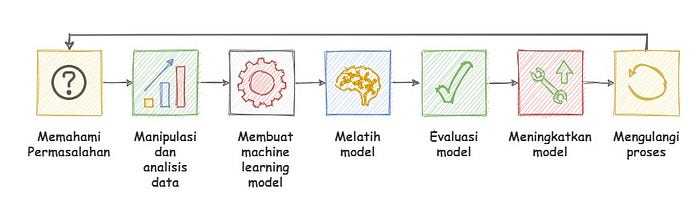 ?
Memahami
Permasalahan
Manipulasi
dan
analisis
data
Membuat
machine
learning
model
Melatih
model
Evaluasi
model
Meningkatkan
model
Mengulangi
proses